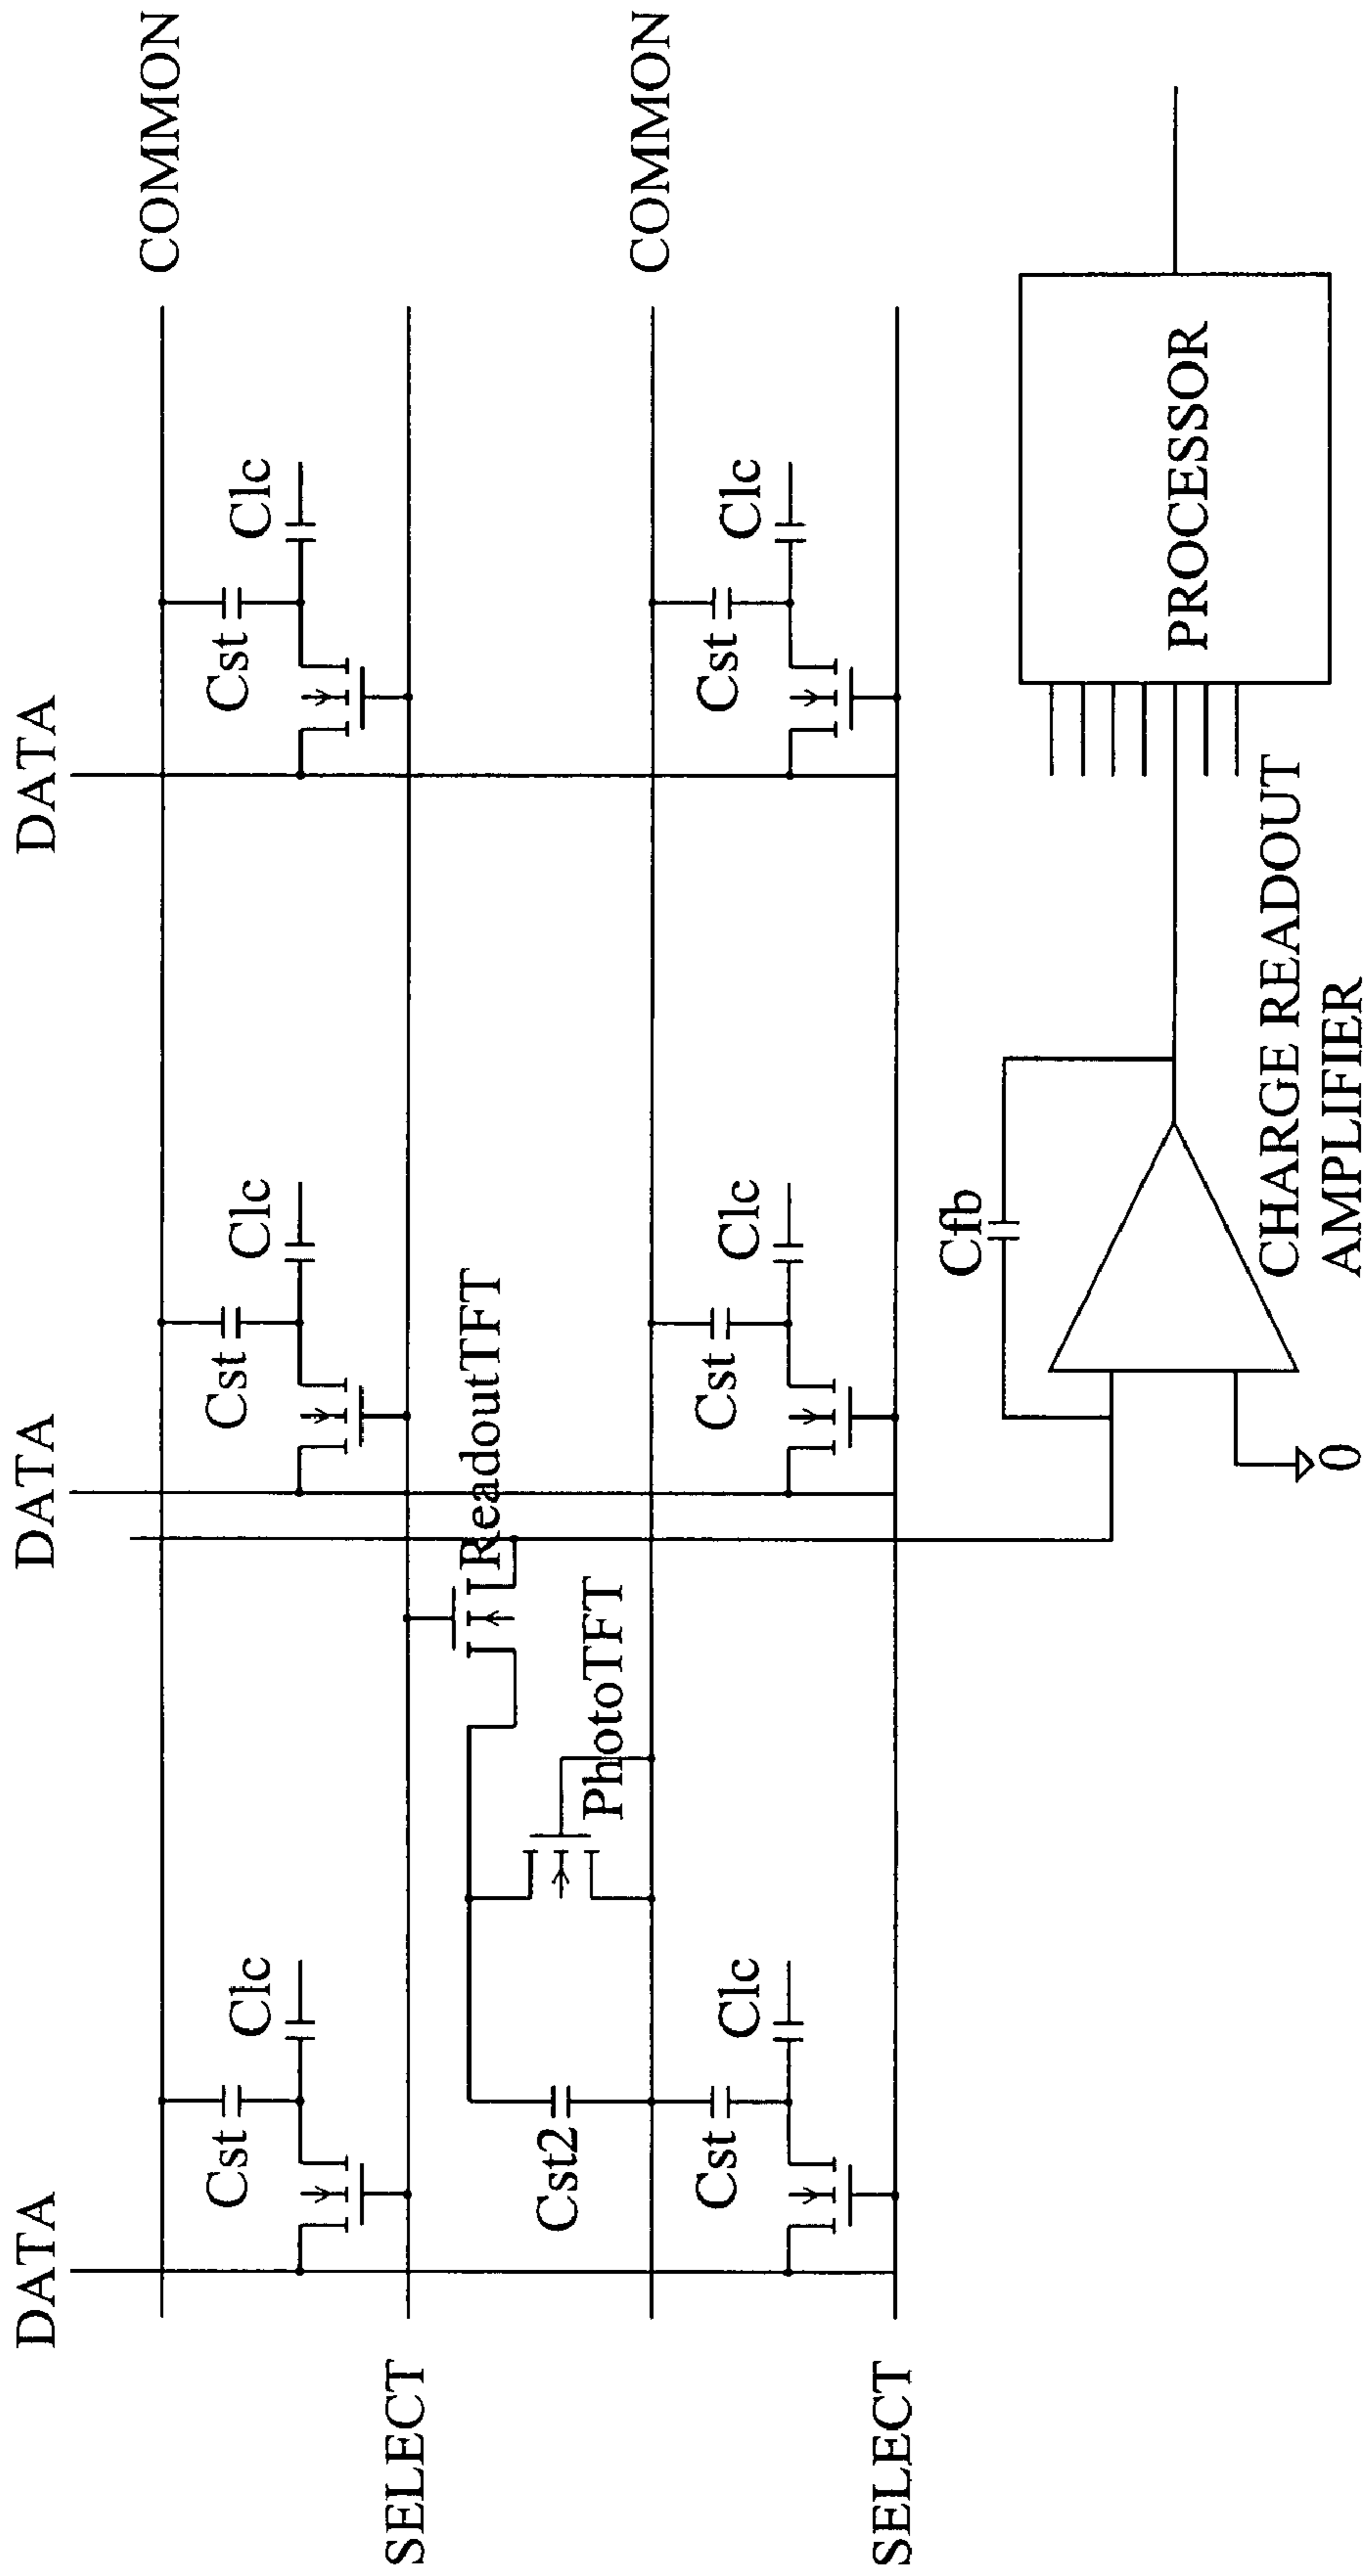 DATA
DATA
DATA
COMMON
Cst
Clc
Cst
Clc
Cst
Clc
SELECT
ReadoutTFT
Cst2
PhotoTFT
COMMON
Cst
Clc
Cst
Clc
Cst
Clc
SELECT
Cfb
PROCESSOR
CHARGE READOUT
AMPLIFIER
0